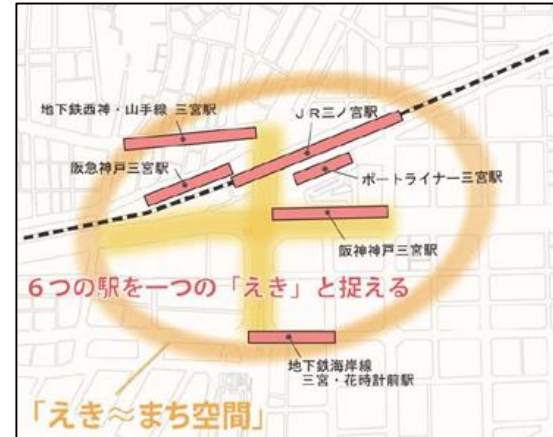 地下鉄西神・山手線 三宮駅
JR三ノ宮駅
阪急神戸三宮駅
ポートライナー三宮駅
阪神神戸三宮駅
6つの駅を一つの「えき」と捉える
地下鉄海岸線
三宮・花時計前駅
「えき≈まち空間」